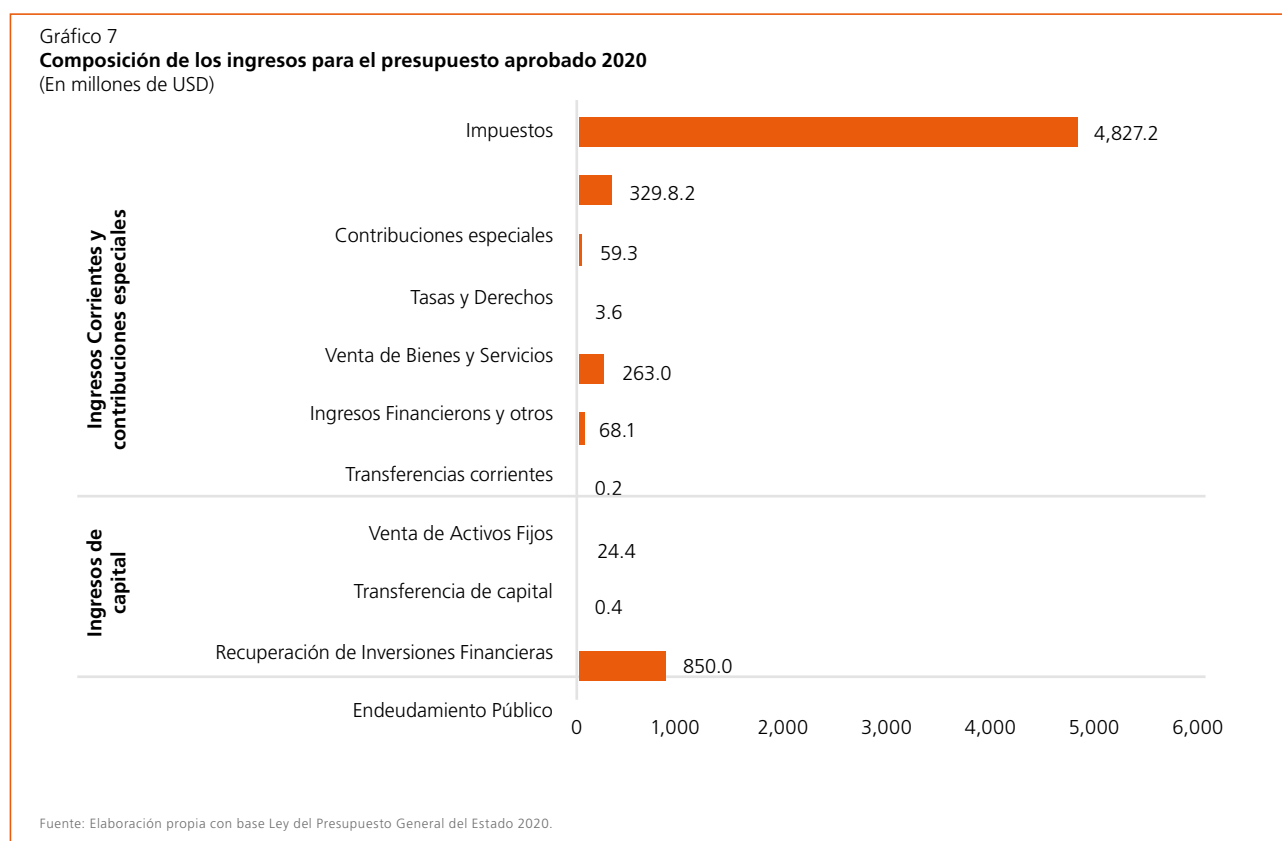 Gráfico 7
Composición de los ingresos para el presupuesto aprobado 2020
(En millones de USD)
Ingresos Corrientes y
contribuciones especiales
Impuestos
4,827.2
329.8.2
Contribuciones especiales
59.3
Tasas y Derechos
3.6
Venta de Bienes y Servicios
263.0
Ingresos Financierons y otros
68.1
Transferencias corrientes
0.2
Ingresos de
capital
Venta de Activos Fijos
24.4
Transferencia de capital
0.4
Recuperación de Inversiones Financieras
850.0
Endeudamiento Público
0 1,000 2,000 3,000 4,000 5,000 6,000
Fuente: Elaboración propia con base Ley del Presupuesto General del Estado 2020.